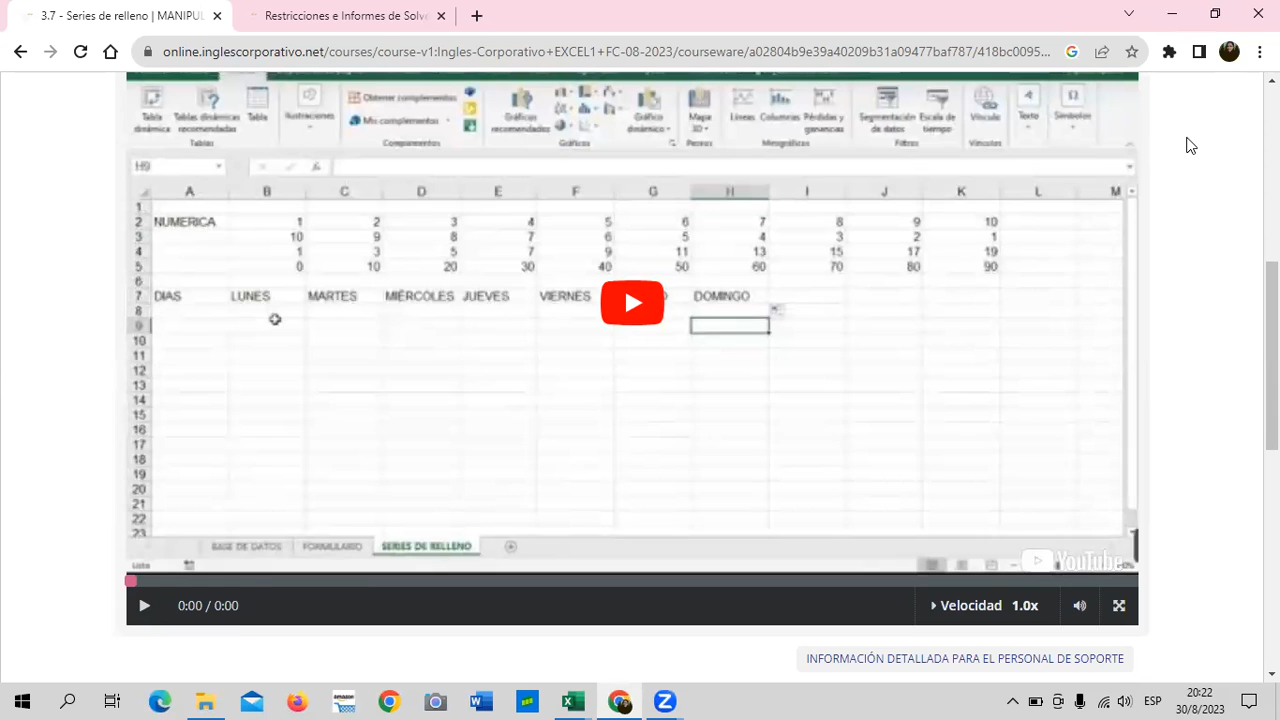 3.7 - Series de relleno | MANIPUL
Restricciones e Informes de Solve
online.inglescorporativo.net/courses/course-v1:Ingles-Corporativo+EXCEL1+FC-08-2023/courseware/a02804b9e39a40209b31a09477baf787/418bc0095...
Tabla dinámica
Tablas dinámicas recomendadas
Tabla
Ilustraciones
Obtener complementos
Mis complementos
Gráficos recomendados
Gráfico dinámico
Mapa 3D
Líneas
Columnas
Pérdidas y ganancias
Segmentación de datos
Escala de tiempo
Vínculo
Texto
Símbolos
Tablas
Complementos
Gráficos
Paseos
Minigráficos
Filtros
Vínculos
H9
A B C D E F G H I J K L M
1
2 NUMERICA 1 2 3 4 5 6 7 8 9 10
3 10 9 8 7 6 5 4 3 2 1
4 1 3 5 7 9 11 13 15 17 19
5 0 10 20 30 40 50 60 70 80 90
6
7 DIAS LUNES MARTES MIÉRCOLES JUEVES VIERNES DOMINGO
8
9
10
11
12
13
14
15
16
17
18
19
20
21
22
23
BASE DE DATOS FORMULARIO SERIES DE RELLENO
Listo
YouTube
0:00 / 0:00
Velocidad 1.0x
INFORMACIÓN DETALLADA PARA EL PERSONAL DE SOPORTE
ESP
20:22
30/8/2023